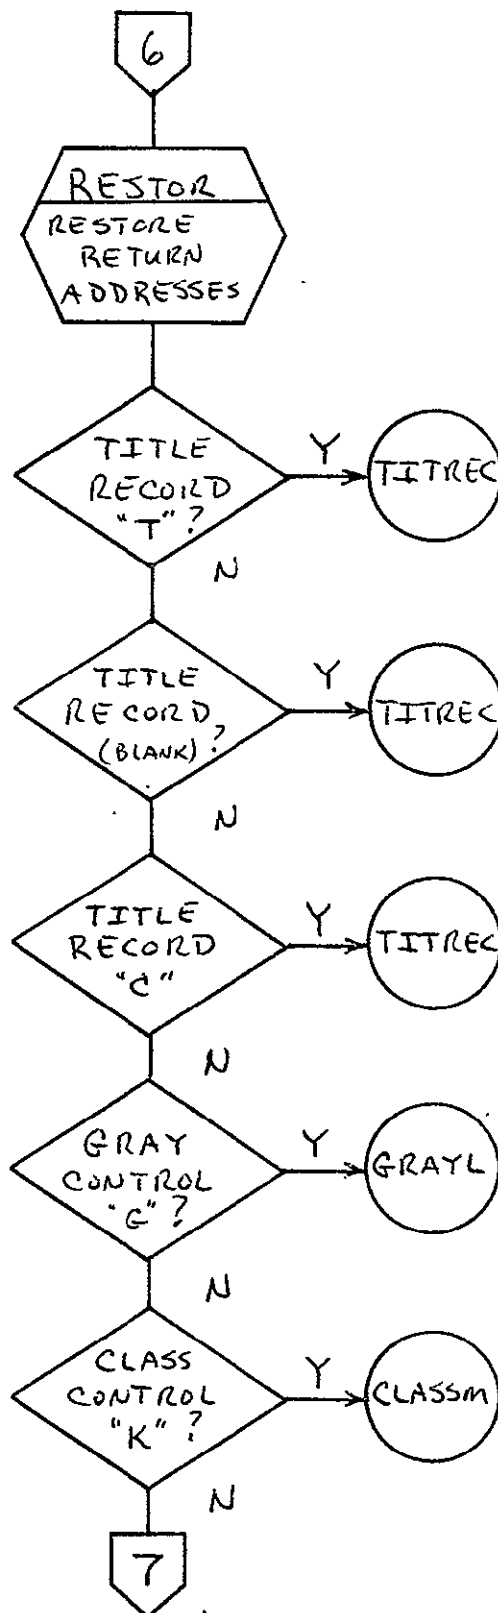 6
RESTOR
RESTORE
RETURN
ADDRESSES
TITLE
RECORD
"T"?
Y
TITREC
N
TITLE
RECORD
(BLANK)?
Y
TITREC
N
TITLE
RECORD
"C"
Y
TITREC
N
GRAY
CONTROL
"G"?
Y
GRAYL
N
CLASS
CONTROL
"K"?
Y
CLASSM
N
7